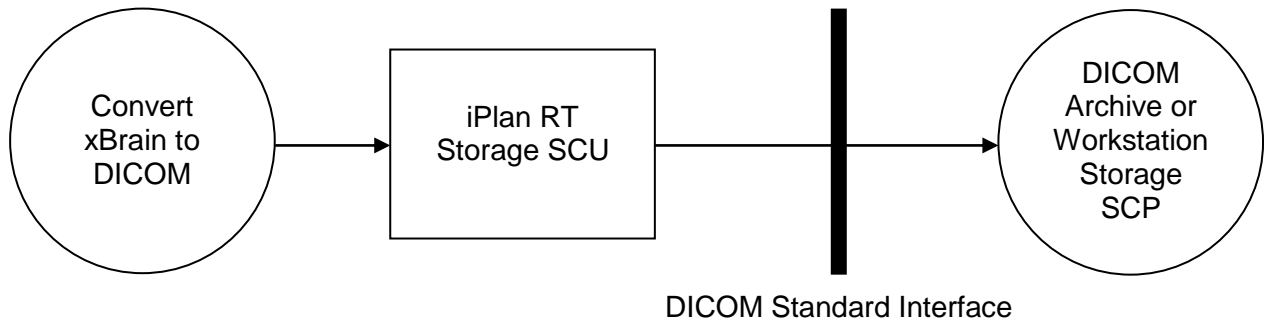 Convert
xBrain to
DICOM
iPlan RT
Storage SCU
DICOM
Archive or
Workstation
Storage
SCP
DICOM Standard Interface